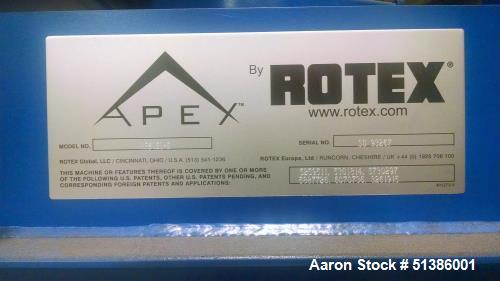 APEX™
By ROTEX®
www.rotex.com
MODEL NO.
SERIAL NO.
ROTEX Global, LLC / CINCINNATI, OHIO / U.S.A. (513) 541-1236
ROTEX Europe, Ltd / RUNCORN, CHESHIRE / UK +44 (0) 1928 706 100
THIS MACHINE OR FEATURES THEREOF IS COVERED BY ONE OR MORE
OF THE FOLLOWING U.S. PATENTS, OTHER U.S. PATENTS PENDING, AND
CORRESPONDING FOREIGN PATENTS AND APPLICATIONS:
Aaron Stock # 51386001